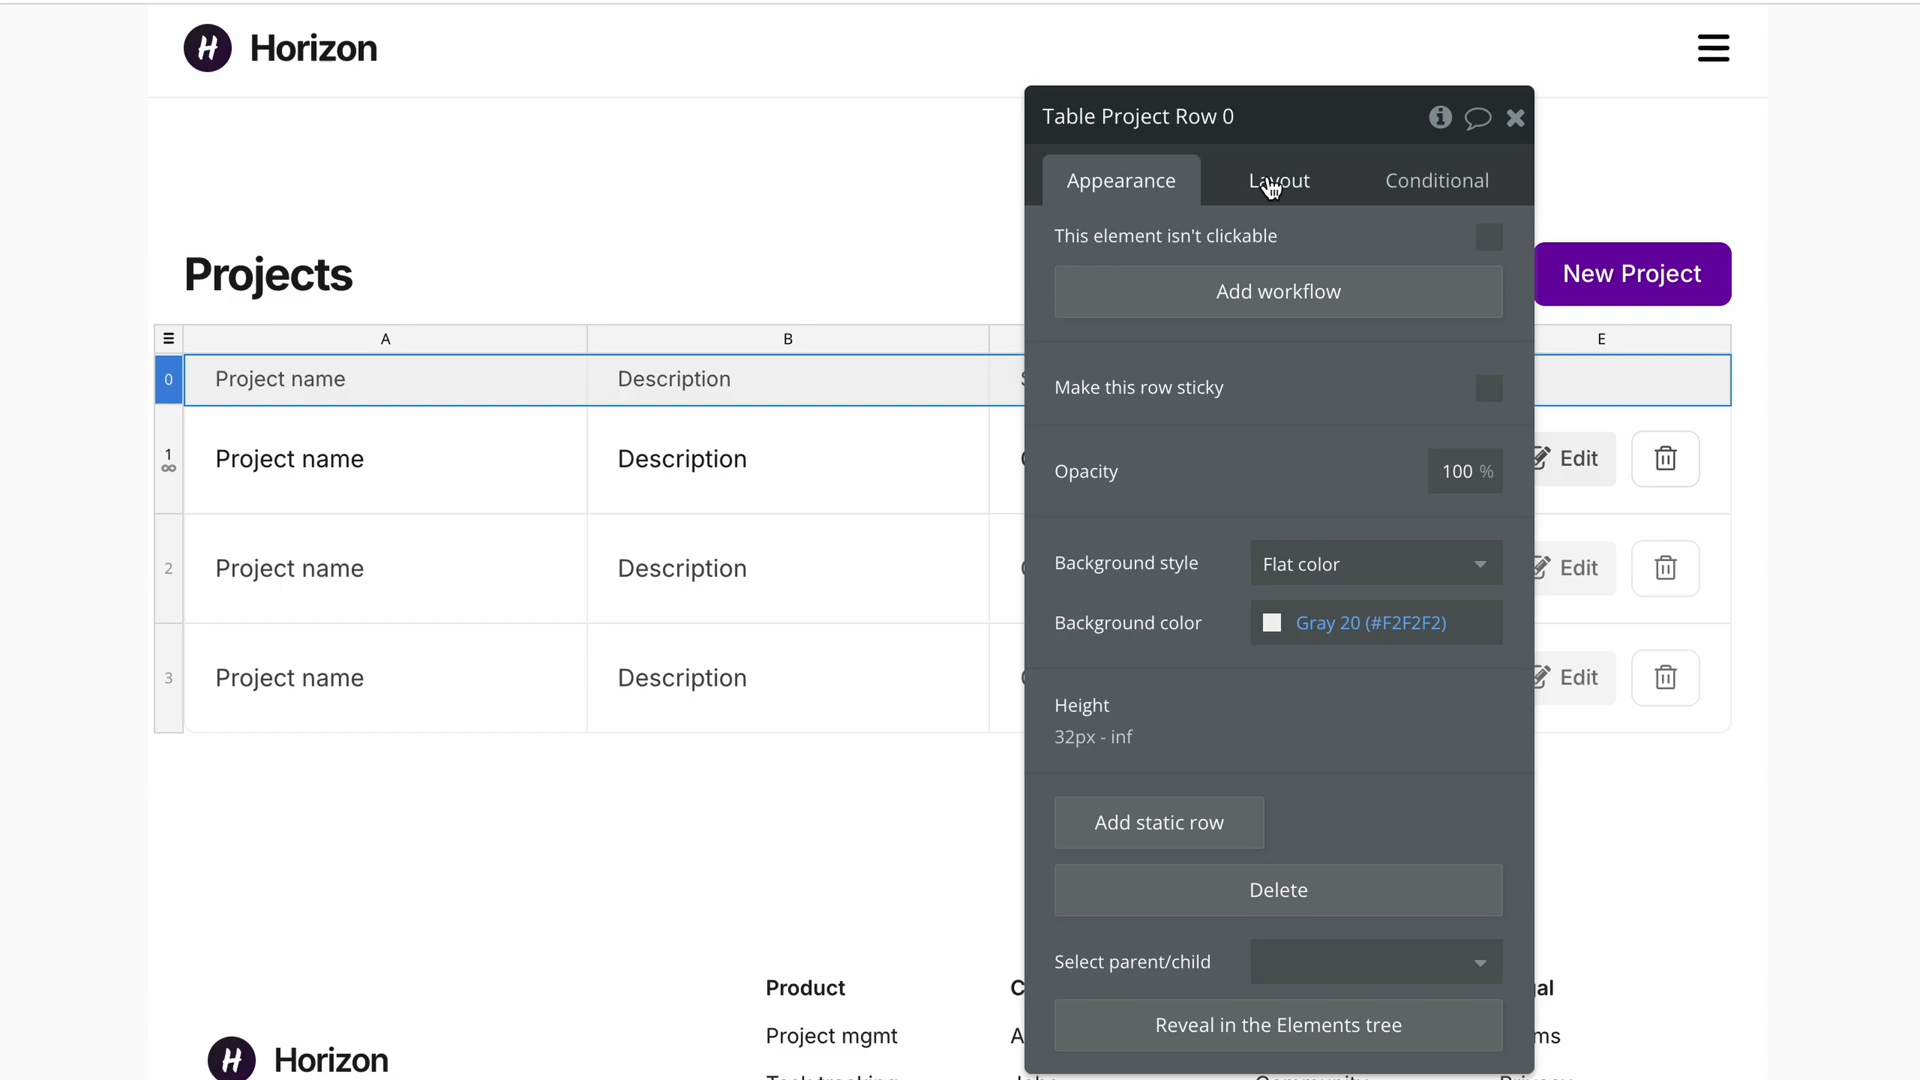 Horizon
Table Project Row 0
Appearance
Layout
Conditional
This element isn't clickable
Add workflow
Projects
New Project
A
B
E
Make this row sticky
0
Project name
Description
1
Project name
Description
Edit
Opacity
100 %
2
Project name
Description
Edit
Background style
Flat color
Background color
Gray 20 (#F2F2F2)
3
Project name
Description
Edit
Height
32px - inf
Add static row
Delete
Select parent/child
Reveal in the Elements tree
Product
Project mgmt
Horizon